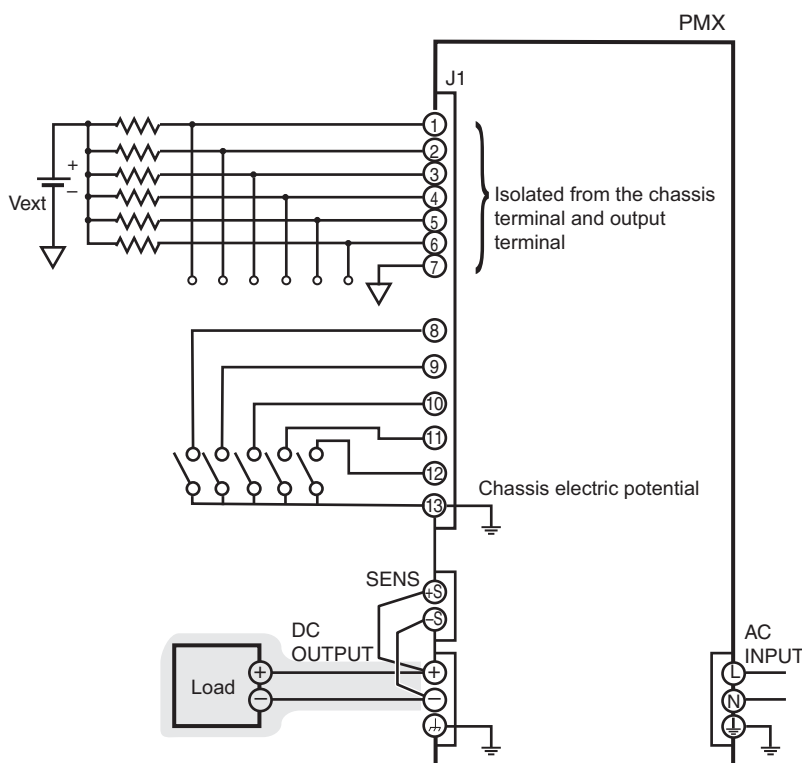 PMX
J1
1
2
3
4
5
6
7
+
−
Vext
Isolated from the chassis
terminal and output
terminal
8
9
10
11
12
13
Chassis electric potential
SENS
+S
−S
DC
OUTPUT
Load
+
−
+
−
AC
INPUT
L
N